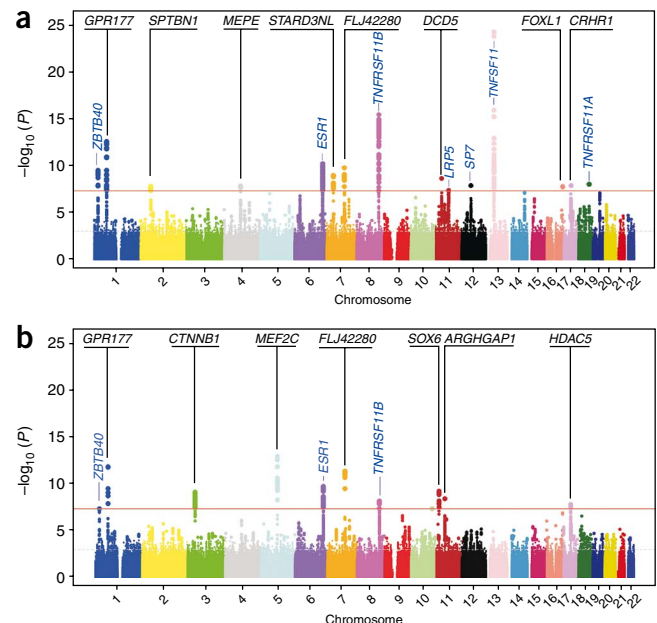 a
GPR177 SPTBN1 MEPE STARD3NL FLJ42280 DCD5 FOXL1 CRHR1
ZBTB40 ESR1 TNFRSF11B LRP5 SP7 TNFSF11 TNFRSF11A
–log10 (P)
25
20
15
10
5
0
1 2 3 4 5 6 7 8 9 10 11 12 13 14 15 16 17 18 19 20 21 22
Chromosome
b
GPR177 CTNNB1 MEF2C FLJ42280 SOX6 ARGHGAP1 HDAC5
ZBTB40 ESR1 TNFRSF11B
–log10 (P)
25
20
15
10
5
0
1 2 3 4 5 6 7 8 9 10 11 12 13 14 15 16 17 18 19 20 21 22
Chromosome